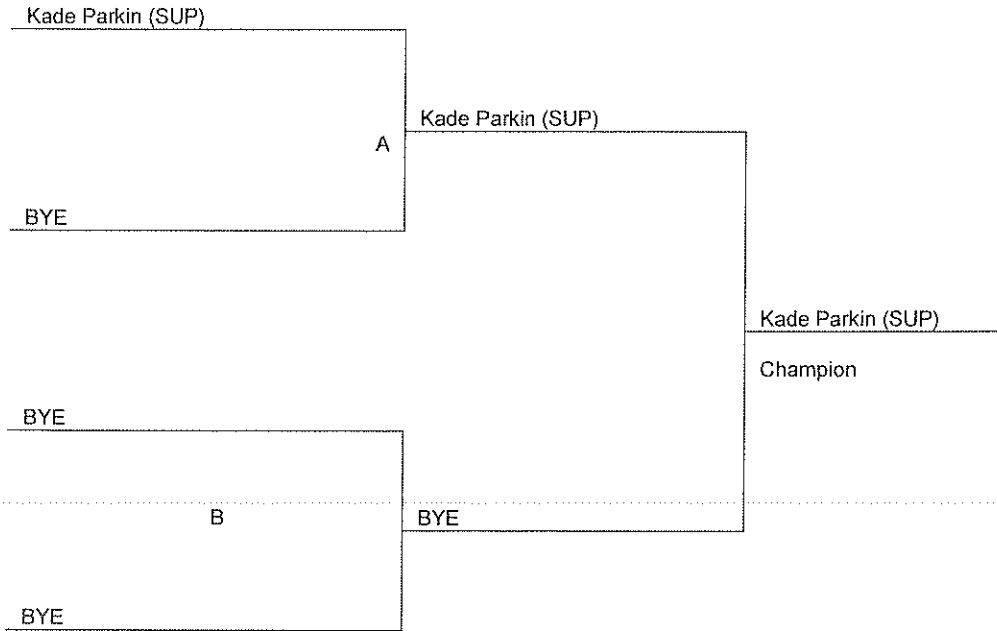 Kade Parkin (SUP)
Kade Parkin (SUP)
A
BYE
Kade Parkin (SUP)
Champion
BYE
B
BYE
BYE